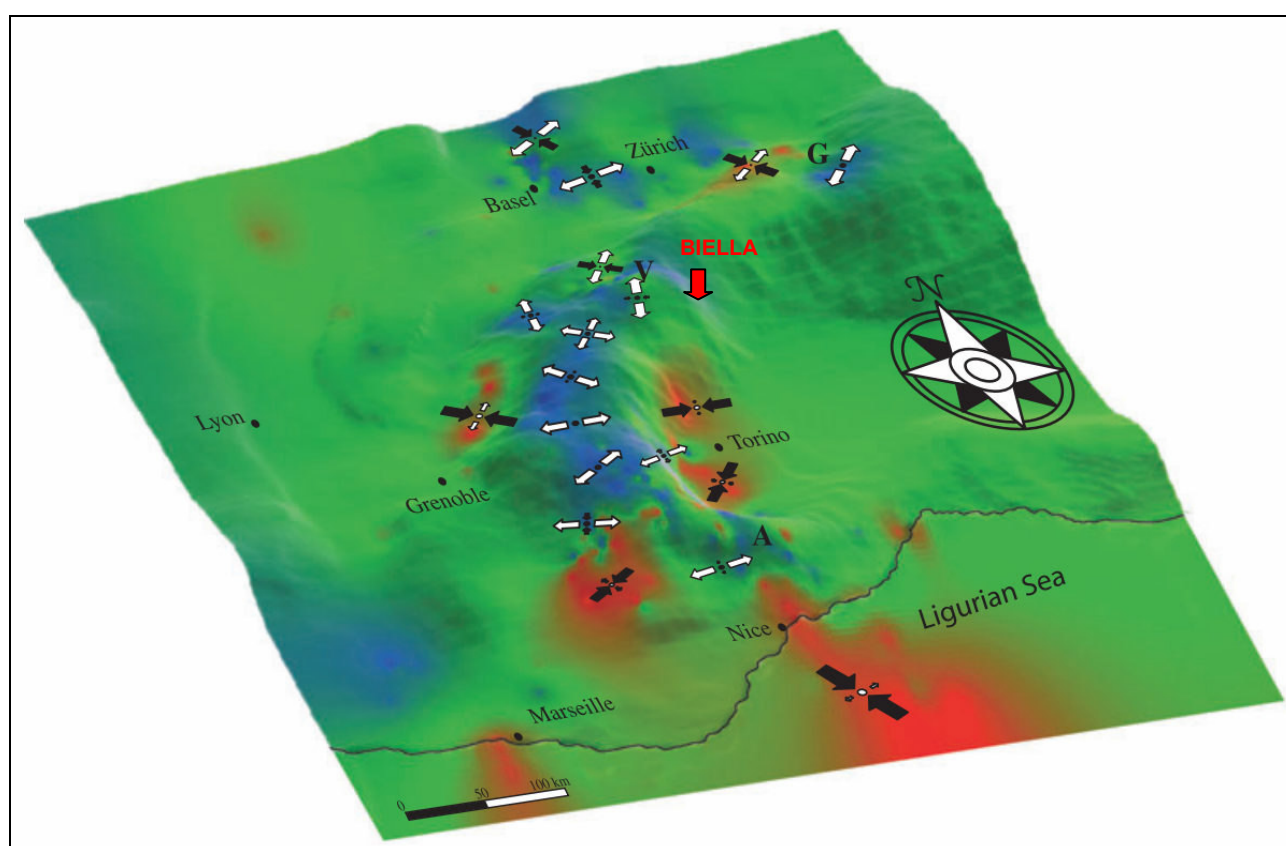 Zürich
G
Basel
BIELLA
V
N
Lyon
Torino
Grenoble
A
Ligurian Sea
Nice
Marseille
0 50 100 km